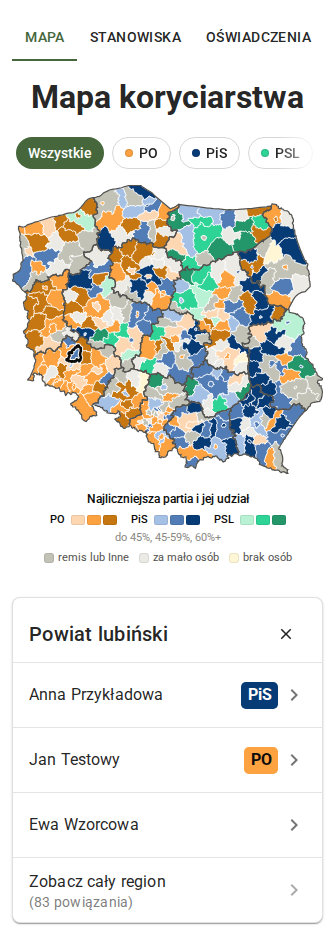 MAPA STANOWISKA OŚWIADCZENIA
Mapa koryciarstwa
Wszystkie PO PiS PSL
Najliczniejsza partia i jej udział
PO PiS PSL
do 45%, 45-59%, 60%+
remis lub Inne za mało osób brak osób
Powiat lubiński
Anna Przykładowa PiS
Jan Testowy PO
Ewa Wzorcowa
Zobacz cały region
(83 powiązania)